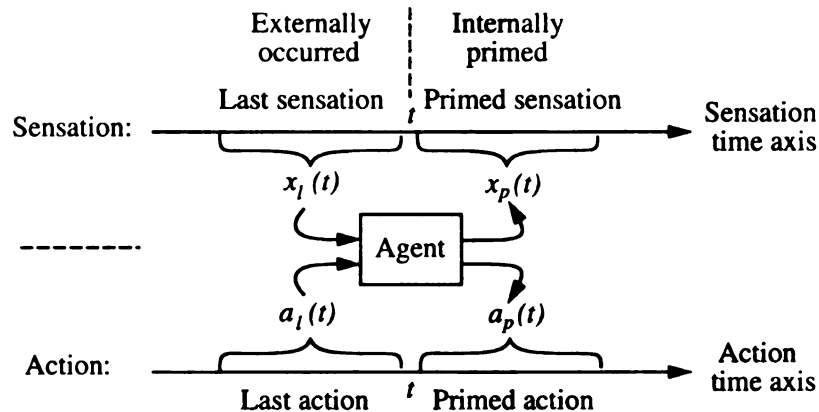 Externally occurred
Internally primed
Last sensation
t
Primed sensation
Sensation:
Sensation time axis
x_l(t)
x_p(t)
Agent
a_l(t)
a_p(t)
Action:
Action time axis
Last action
t
Primed action